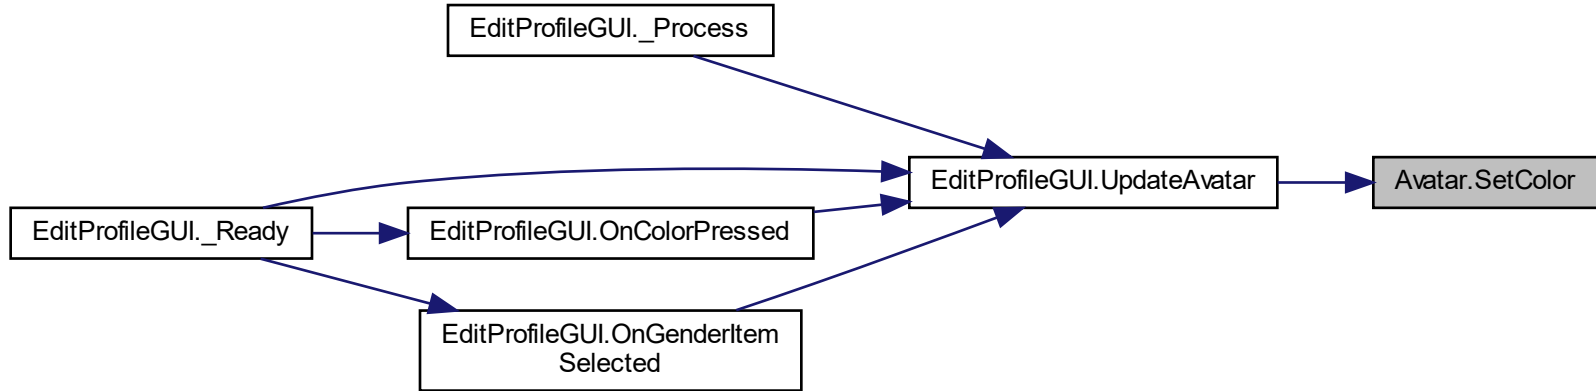 EditProfileGUI._Process
EditProfileGUI.UpdateAvatar
Avatar.SetColor
EditProfileGUI._Ready
EditProfileGUI.OnColorPressed
EditProfileGUI.OnGenderItem
Selected